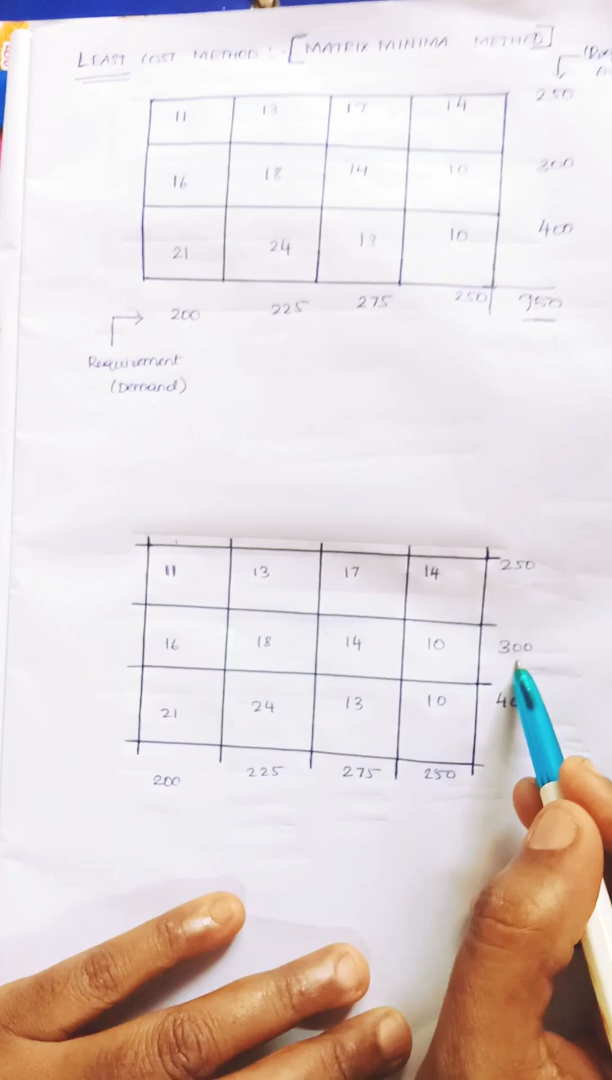 LEAST COST METHOD : - [MATRIX MINIMA METHOD]
11 13 17 14 250
16 18 14 10 300
21 24 13 10 400
200 225 275 250 950
Requirement
(Demand)
11 13 17 14 250
16 18 14 10 300
21 24 13 10
200 225 275 250